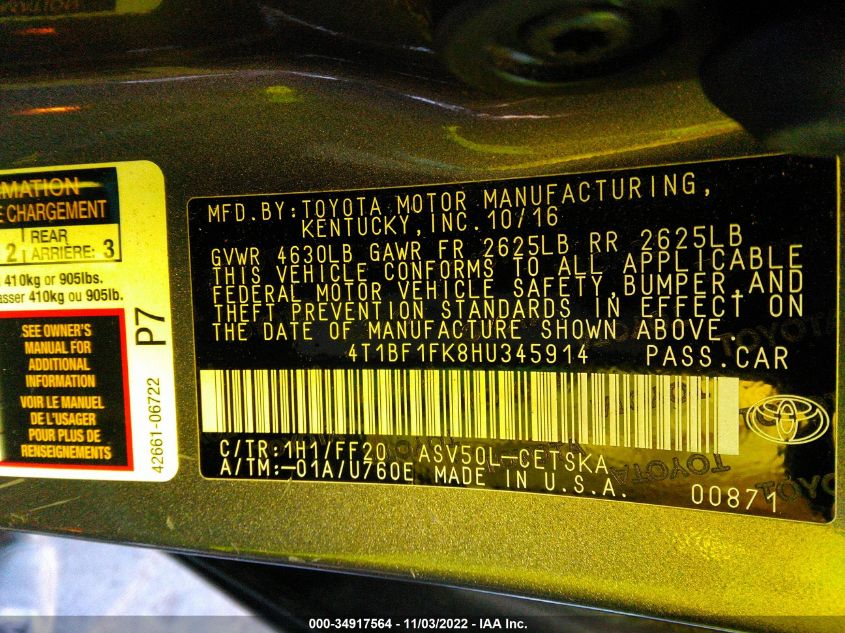 MATION
E CHARGEMENT
2 REAR
ARRIÈRE: 3
410kg or 905lbs.
asser 410kg ou 905lb.
SEE OWNER'S
MANUAL FOR
ADDITIONAL
INFORMATION
VOIR LE MANUEL
DE L'USAGER
POUR PLUS DE
RENSEIGNEMENTS
P7
42661-06722
MFD.BY:TOYOTA MOTOR MANUFACTURING,
KENTUCKY,INC.10/16
GVWR 4630LB GAWR FR 2625LB RR 2625LB
THIS VEHICLE CONFORMS TO ALL APPLICABLE
FEDERAL MOTOR VEHICLE SAFETY,BUMPER,AND
THEFT PREVENTION STANDARDS IN EFFECT ON
THE DATE OF MANUFACTURE SHOWN ABOVE.
4T1BF1FK8HU345914 PASS.CAR
C/TR:1H1/FF20 ASV50L-CETSKA
A/TM:-01A/U760E MADE IN U.S.A.
00871
TOYOTA
000-34917564 - 11/03/2022 - IAA Inc.